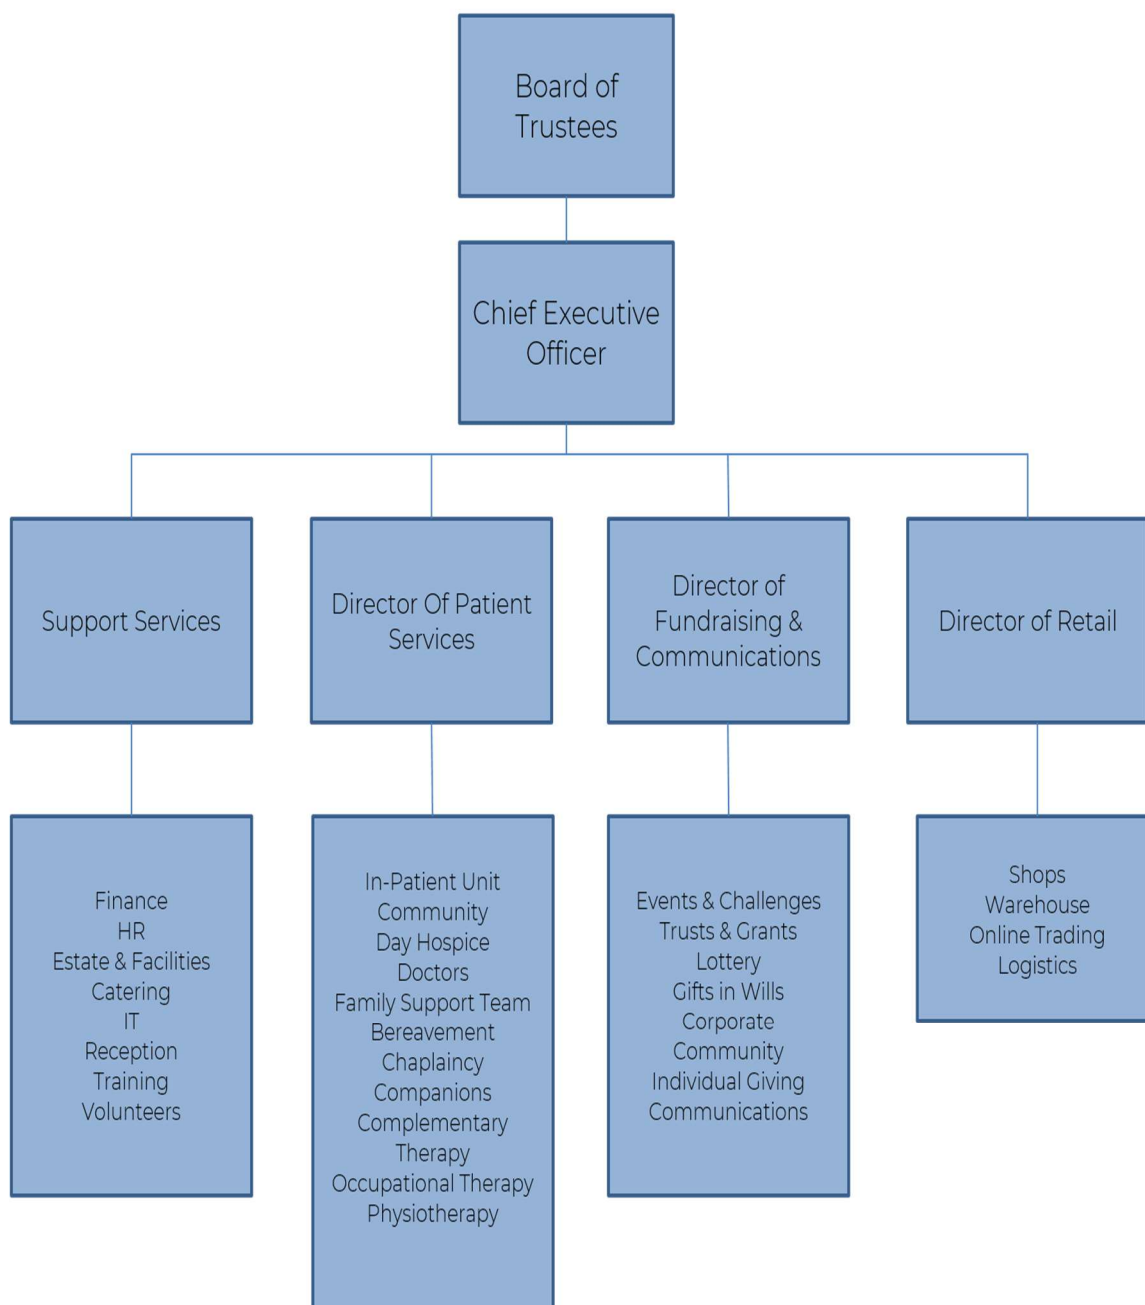 Board of
Trustees
Chief Executive
Officer
Support Services
Director Of Patient
Services
Director of
Fundraising &
Communications
Director of Retail
Finance
HR
Estate & Facilities
Catering
IT
Reception
Training
Volunteers
In-Patient Unit
Community
Day Hospice
Doctors
Family Support Team
Bereavement
Chaplaincy
Companions
Complementary
Therapy
Occupational Therapy
Physiotherapy
Events & Challenges
Trusts & Grants
Lottery
Gifts in Wills
Corporate
Community
Individual Giving
Communications
Shops
Warehouse
Online Trading
Logistics